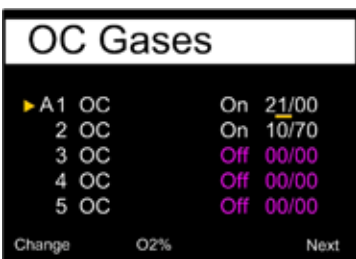 OC Gases
A1 OC On 21/00
2 OC On 10/70
3 OC Off 00/00
4 OC Off 00/00
5 OC Off 00/00
Change O2% Next